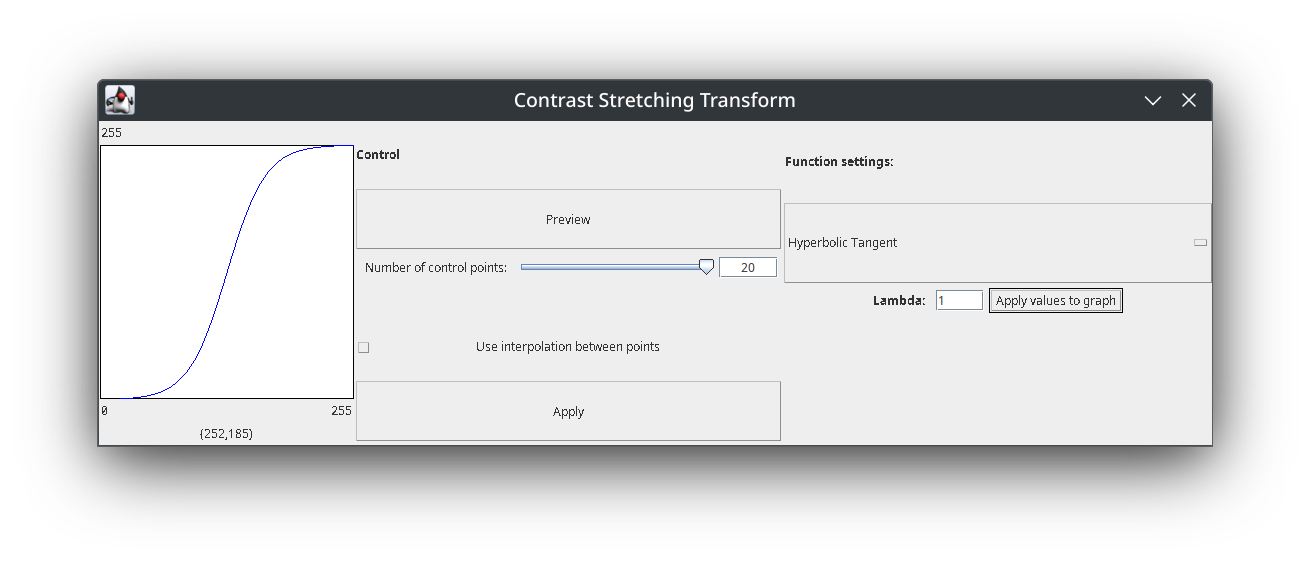 Contrast Stretching Transform
255
Control
Function settings:
Preview
Hyperbolic Tangent
Number of control points: 20
Lambda: 1 Apply values to graph
Use interpolation between points
Apply
0 255
(252,185)